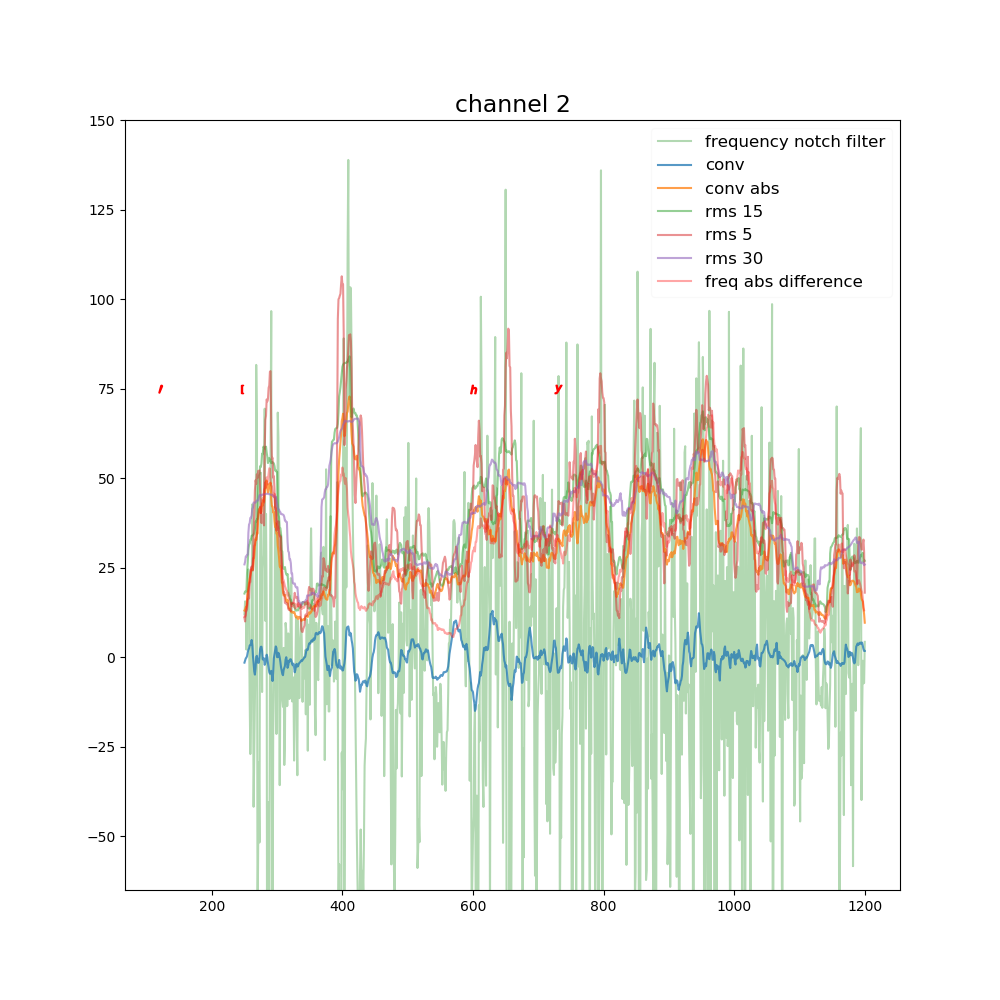 channel 2
150
125
100
75
50
25
0
−25
−50
frequency notch filter
conv
conv abs
rms 15
rms 5
rms 30
freq abs difference
h
y
200
400
600
800
1000
1200